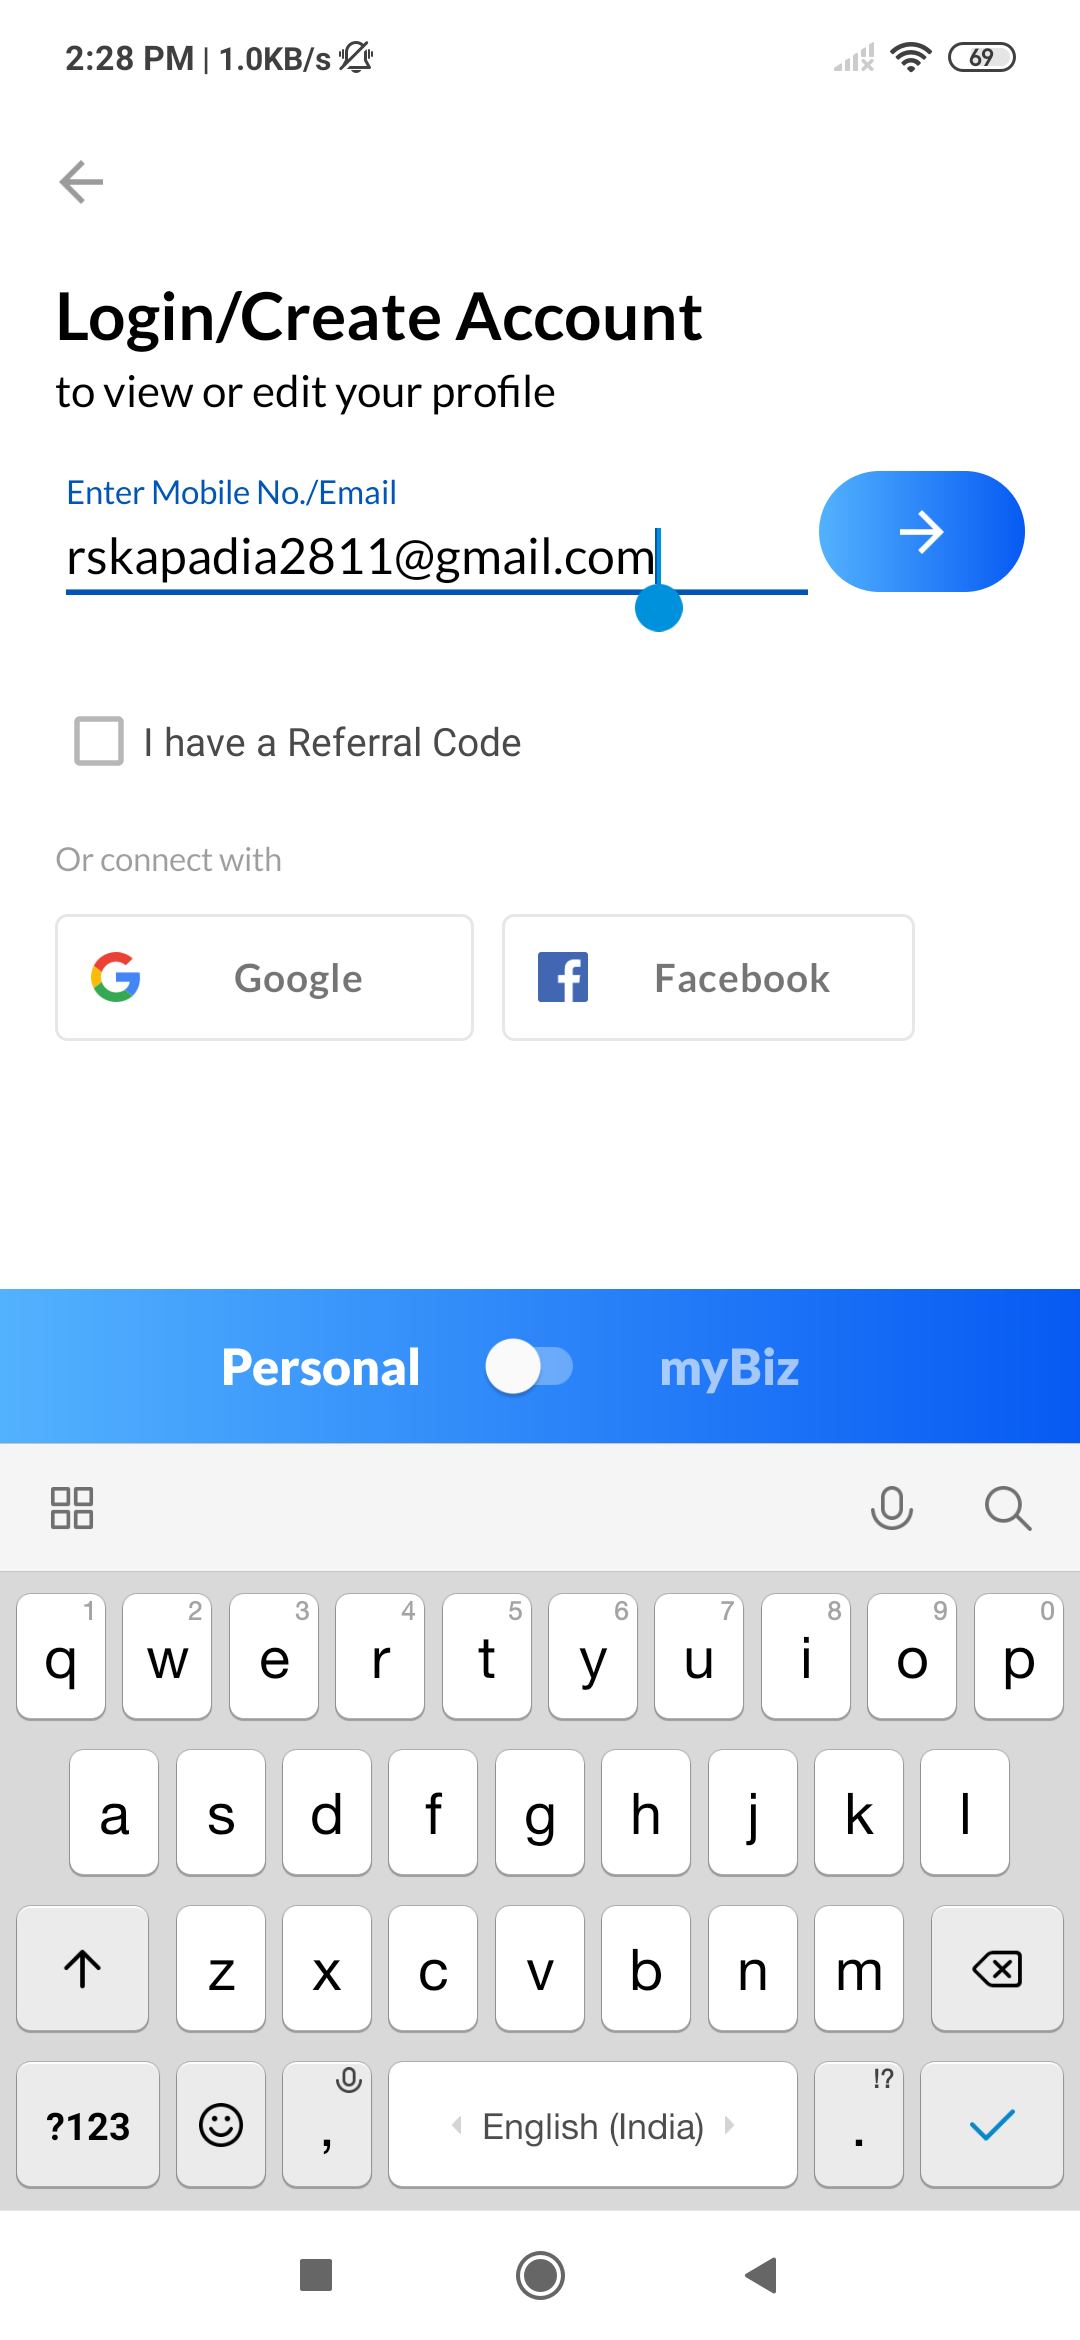 2:28 PM | 1.0KB/s
69
Login/Create Account
to view or edit your profile
Enter Mobile No./Email
rskapadia2811@gmail.com
I have a Referral Code
Or connect with
Google
Facebook
Personal
myBiz
1 2 3 4 5 6 7 8 9 0
q w e r t y u i o p
a s d f g h j k l
z x c v b n m
!?
?123 , English (India) .